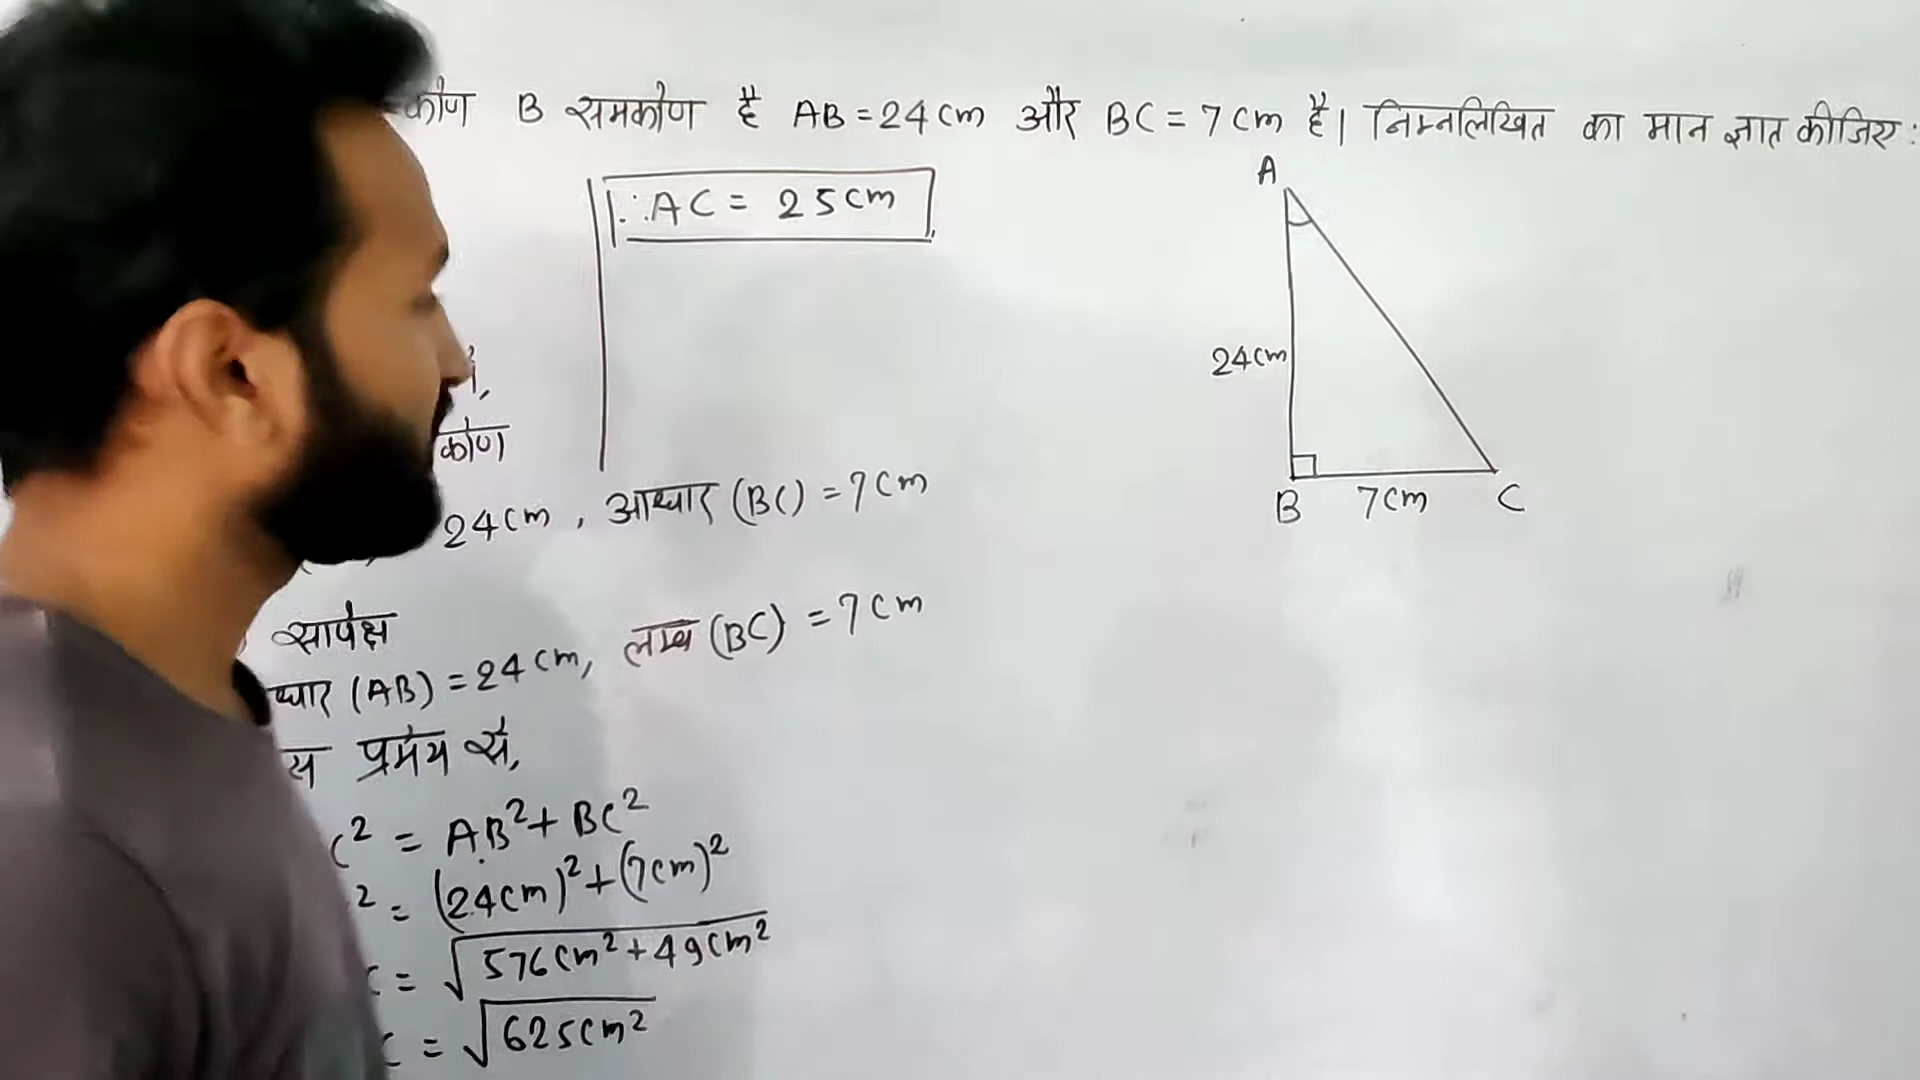 कोण B समकोण है AB = 24 cm और BC = 7 cm है। निम्नलिखित का मान ज्ञात कीजिए:
∴ AC = 25 cm
कोण
24 cm, आधार (BC) = 7 cm
सापेक्ष
धार (AB) = 24 cm, लम्ब (BC) = 7 cm
स प्रमेय से,
C² = AB² + BC²
² = (24 cm)² + (7 cm)²
C = √576 cm² + 49 cm²
C = √625 cm²
A
24 cm
B 7 cm C